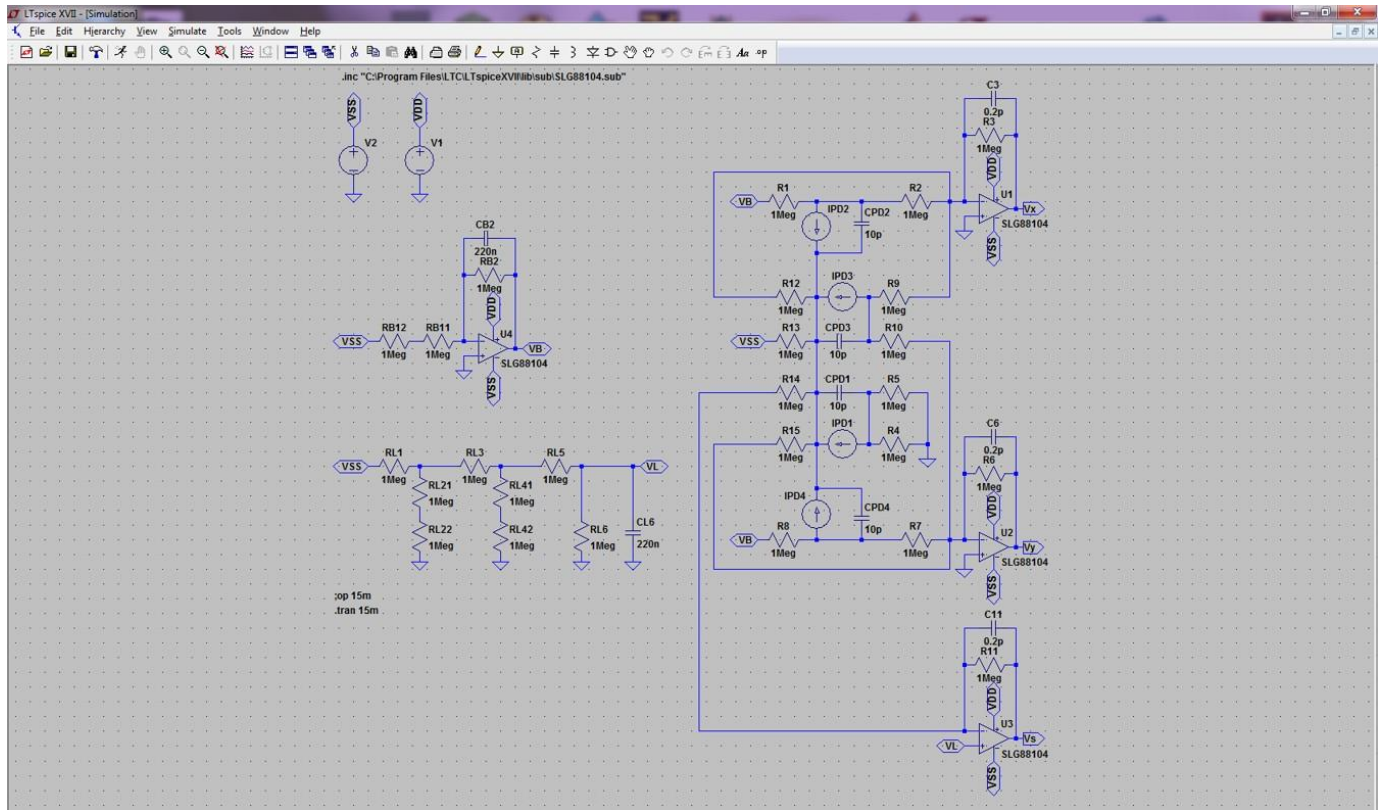 LTspice XVII - [Simulation]
File Edit Hierarchy View Simulate Tools Window Help
.inc "C:\Program Files\LTC\LTspiceXVII\lib\sub\SLG88104.sub"
VSS
VDD
V2
V1
CB2
220n
RB2
1Meg
VDD
RB12
RB11
U4
VSS
VB
1Meg
1Meg
SLG88104
VSS
RL1
RL3
RL5
VSS
VL
1Meg
1Meg
1Meg
RL21
1Meg
RL41
1Meg
RL22
1Meg
RL42
1Meg
RL6
1Meg
CL6
220n
;op 15m
.tran 15m
C3
0.2p
R3
1Meg
VDD
R1
R2
U1
VB
Vx
1Meg
IPD2
CPD2
10p
1Meg
SLG88104
VSS
R12
IPD3
R9
1Meg
1Meg
R13
CPD3
R10
VSS
1Meg
10p
1Meg
R14
CPD1
R5
1Meg
10p
1Meg
R15
IPD1
R4
1Meg
1Meg
C6
0.2p
R6
1Meg
VDD
IPD4
CPD4
10p
R8
R7
U2
VB
Vy
1Meg
1Meg
SLG88104
VSS
C11
0.2p
R11
1Meg
VDD
U3
VL
Vs
SLG88104
VSS